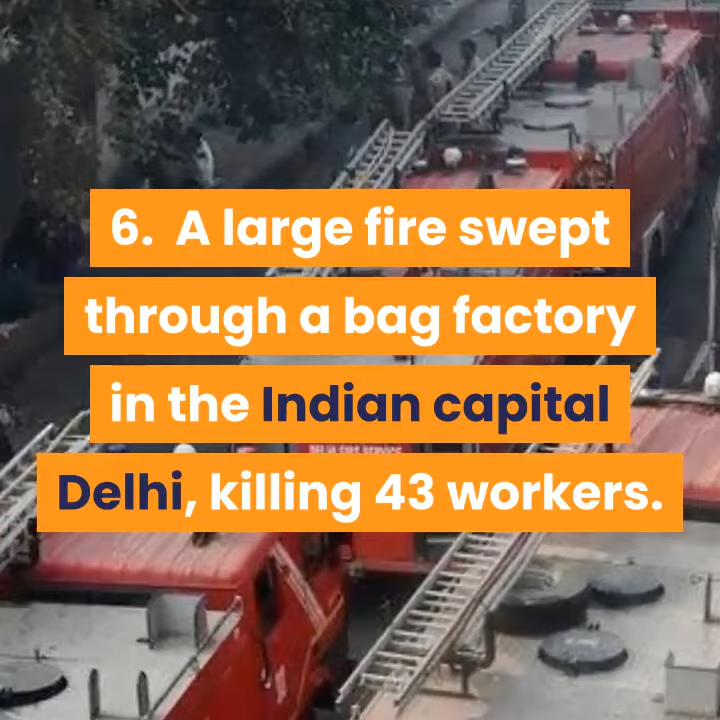 6. A large fire swept
through a bag factory
in the Indian capital
Delhi, killing 43 workers.